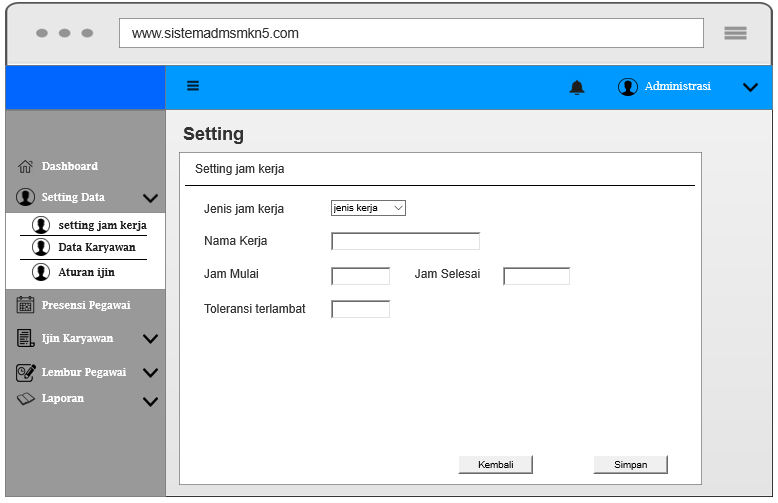 www.sistemadmsmkn5.com
Administrasi
Setting
Dashboard
Setting Data
setting jam kerja
Data Karyawan
Aturan ijin
Presensi Pegawai
Ijin Karyawan
Lembur Pegawai
Laporan
Setting jam kerja
Jenis jam kerja jenis kerja
Nama Kerja
Jam Mulai Jam Selesai
Toleransi terlambat
Kembali Simpan